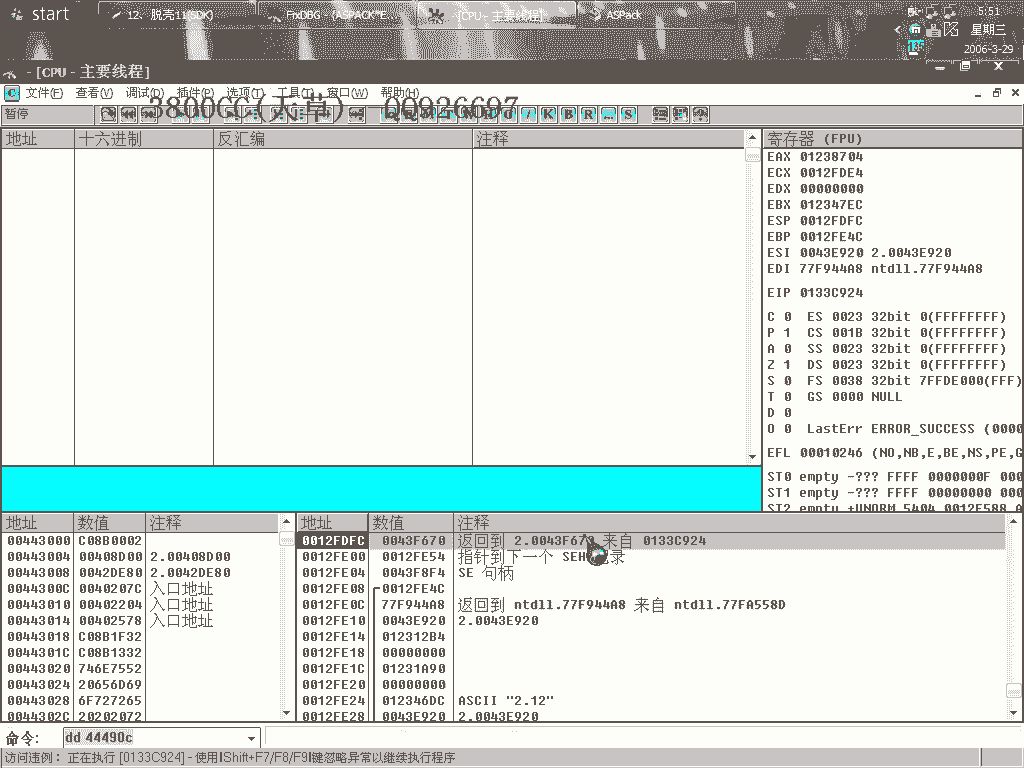 start
12、脱壳11(SDK)
[CPU - 主要线程]
ASPack
5:51
星期三
2006-3-29
- [CPU - 主要线程]
文件(F) 查看(V) 调试(D) 插件(P) 选项(T) 工具(T) 窗口(W) 帮助(H)
3800CC(天草) -QQ926697
暂停
K B R ... S
地址 十六进制 反汇编 注释
寄存器 (FPU)
EAX 01238704
ECX 0012FDE4
EDX 00000000
EBX 012347EC
ESP 0012FDFC
EBP 0012FE4C
ESI 0043E920 2.0043E920
EDI 77F944A8 ntdll.77F944A8
EIP 0133C924
C 0 ES 0023 32bit 0(FFFFFFFF)
P 1 CS 001B 32bit 0(FFFFFFFF)
A 0 SS 0023 32bit 0(FFFFFFFF)
Z 1 DS 0023 32bit 0(FFFFFFFF)
S 0 FS 0038 32bit 7FFDE000(FFF)
T 0 GS 0000 NULL
D 0
O 0 LastErr ERROR_SUCCESS (0000
EFL 00010246 (NO,NB,E,BE,NS,PE,G
ST0 empty -??? FFFF 0000000F 000
ST1 empty -??? FFFF 00000000 000
ST2 empty +UNORM 5404 0012F588 A
地址 数值 注释
00443000 C08B0002
00443004 00408D00 2.00408D00
00443008 0042DE80 2.0042DE80
0044300C 0040207C 入口地址
00443010 00402204 入口地址
00443014 00402578 入口地址
00443018 C08B1F32
0044301C C08B1332
00443020 746E7552
00443024 20656D69
00443028 6F727265
0044302C 20202072
地址 数值 注释
0012FDFC 0043F670 返回到 2.0043F670 来自 0133C924
0012FE00 0012FE54 指针到下一个 SEH 记录
0012FE04 0043F8F4 SE 句柄
0012FE08 0012FE4C
0012FE0C 77F944A8 返回到 ntdll.77F944A8 来自 ntdll.77FA558D
0012FE10 0043E920 2.0043E920
0012FE14 012312B4
0012FE18 00000000
0012FE1C 01231A90
0012FE20 00000000
0012FE24 012346DC ASCII "2.12"
0012FE28 0043E920 2.0043E920
命令: dd 44490c
访问违例： 正在执行 [0133C924] - 使用lShift+F7/F8/F9l键忽略异常以继续执行程序